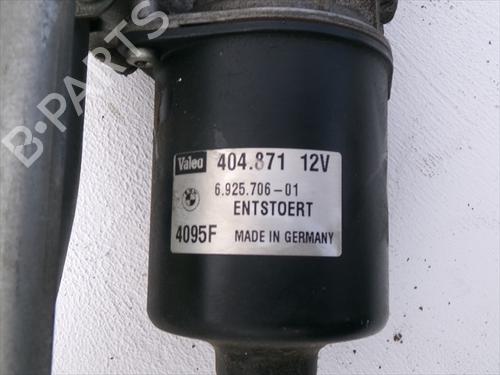 B-PARTS
Valeo 404.871 12V
6.925.706-01
ENTSTOERT
4095F MADE IN GERMANY